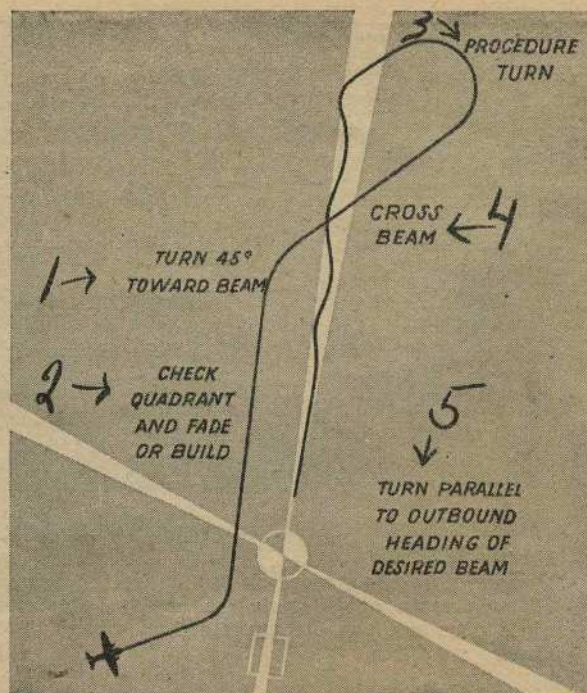 3 →
PROCEDURE
TURN
CROSS
BEAM ← 4
1 → TURN 45°
TOWARD BEAM
2 → CHECK
QUADRANT
AND FADE
OR BUILD
5
↓
TURN PARALLEL
TO OUTBOUND
HEADING OF
DESIRED BEAM